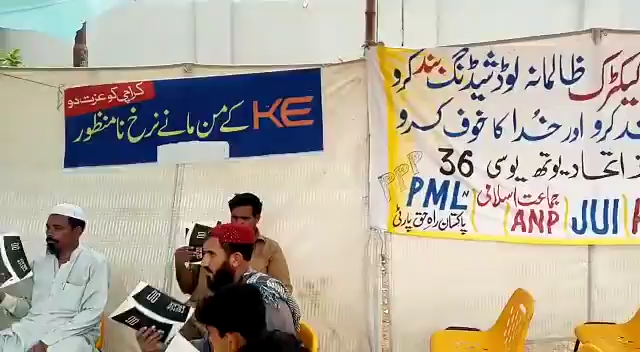 کراچی کو عزت دو
KE کے من مانے نرخ نامنظور
لیکٹرک ظالمانہ لوڈشیڈنگ بند کرو
کرو اور خدا کا خوف کرو
اتحاد یوتھ یوسی 36
PPP
PML N
جماعت اسلامی
ANP
JUI
پاکستان راہ حق پارٹی